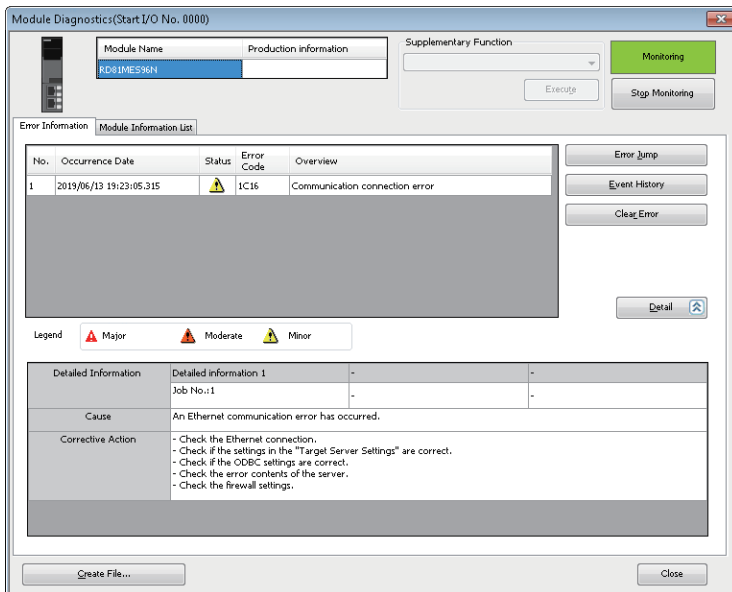 Module Diagnostics(Start I/O No. 0000)
Module Name Production information
RD81MES96N
Supplementary Function
Execute
Monitoring
Stop Monitoring
Error Information Module Information List
No. Occurrence Date Status Error Code Overview
1 2019/06/13 19:23:05.315 1C16 Communication connection error
Error Jump
Event History
Clear Error
Detail
Legend Major Moderate Minor
Detailed Information Detailed information 1 - -
Job No.:1 - -
Cause An Ethernet communication error has occurred.
Corrective Action - Check the Ethernet connection.
- Check if the settings in the "Target Server Settings" are correct.
- Check if the ODBC settings are correct.
- Check the error contents of the server.
- Check the firewall settings.
Create File... Close